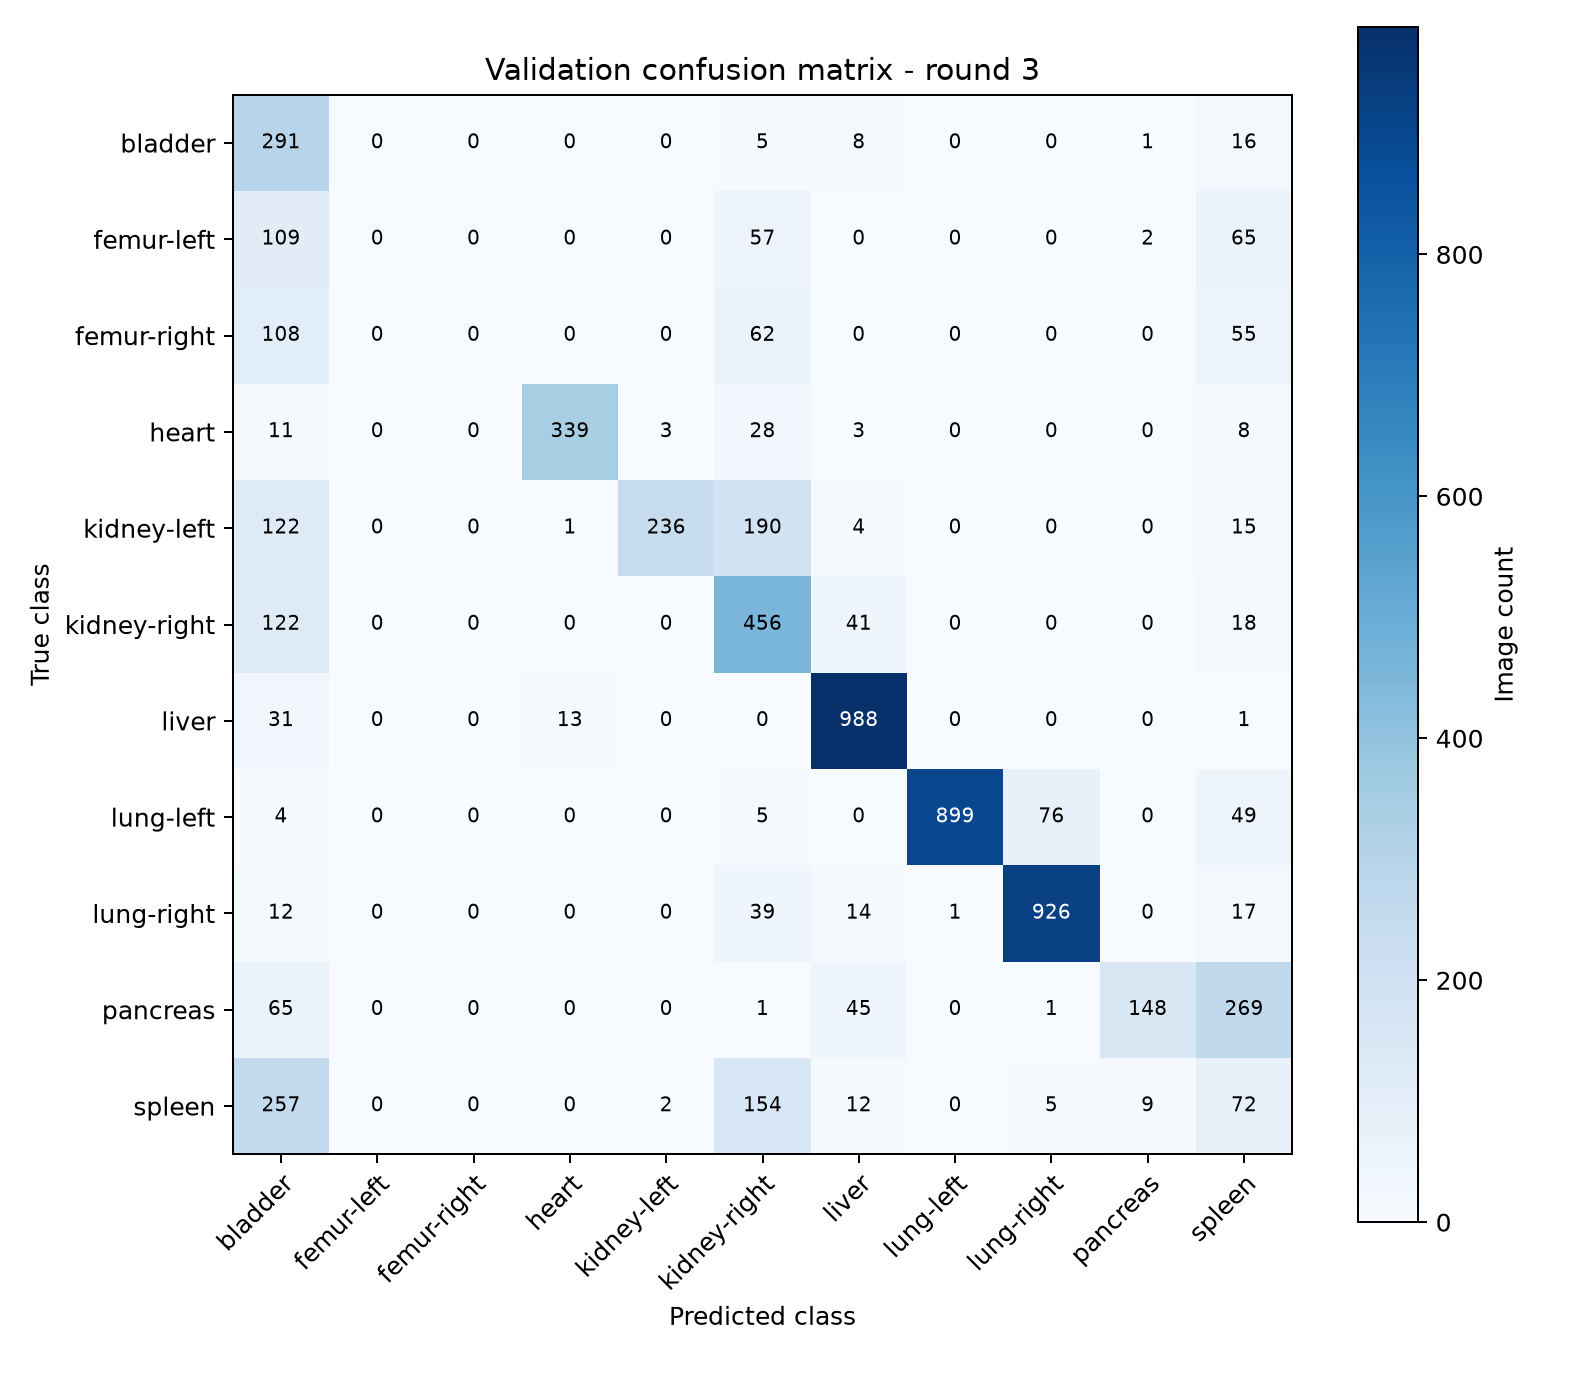 Validation confusion matrix - round 3
bladder 291 0 0 0 0 5 8 0 0 1 16
femur-left 109 0 0 0 0 57 0 0 0 2 65
femur-right 108 0 0 0 0 62 0 0 0 0 55
heart 11 0 0 339 3 28 3 0 0 0 8
kidney-left 122 0 0 1 236 190 4 0 0 0 15
kidney-right 122 0 0 0 0 456 41 0 0 0 18
liver 31 0 0 13 0 0 988 0 0 0 1
lung-left 4 0 0 0 0 5 0 899 76 0 49
lung-right 12 0 0 0 0 39 14 1 926 0 17
pancreas 65 0 0 0 0 1 45 0 1 148 269
spleen 257 0 0 0 2 154 12 0 5 9 72
True class
bladder femur-left femur-right heart kidney-left kidney-right liver lung-left lung-right pancreas spleen
Predicted class
800
600
400
200
0
Image count